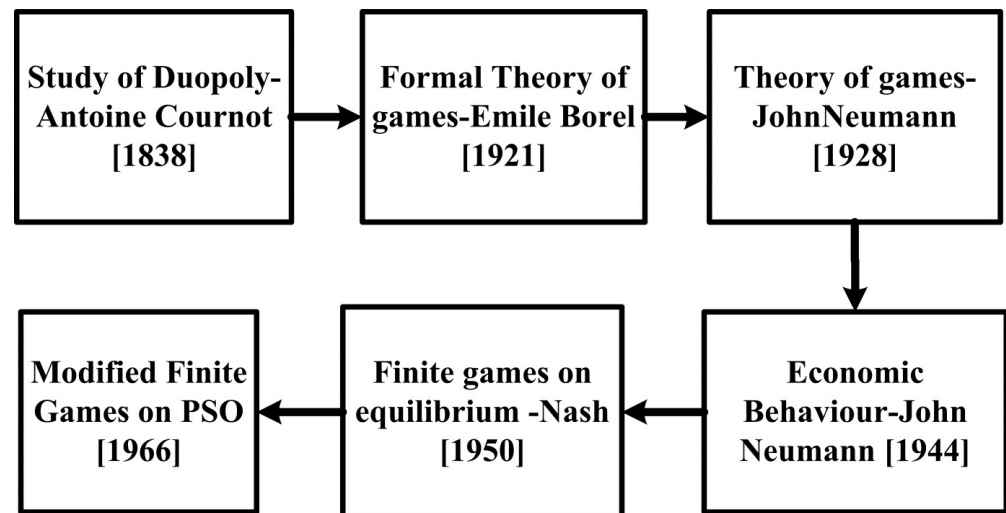 Study of Duopoly-
Antoine Cournot
[1838]
Formal Theory of
games-Emile Borel
[1921]
Theory of games-
JohnNeumann
[1928]
Economic
Behaviour-John
Neumann [1944]
Finite games on
equilibrium -Nash
[1950]
Modified Finite
Games on PSO
[1966]